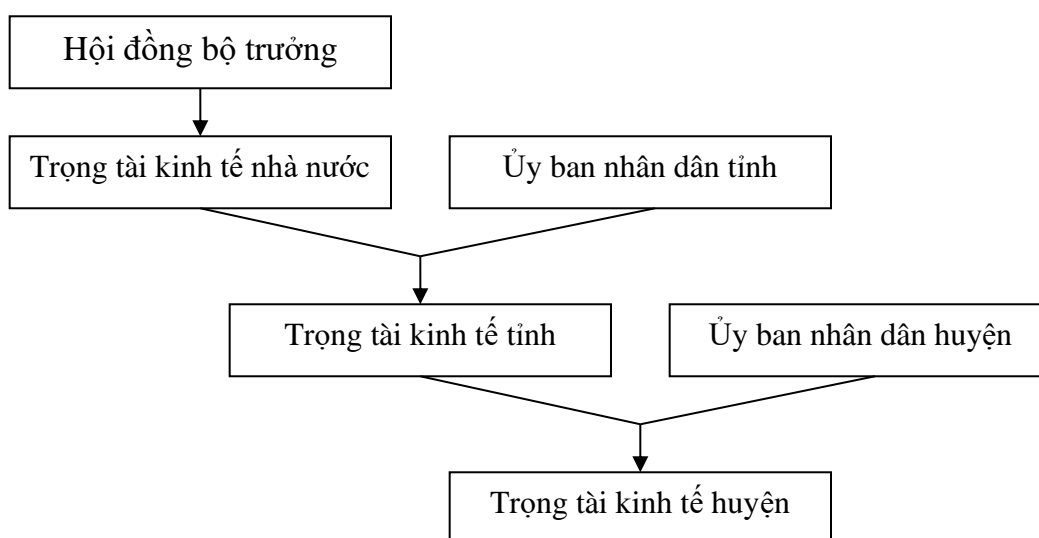 Hội đồng bộ trưởng
Trọng tài kinh tế nhà nước
Ủy ban nhân dân tỉnh
Trọng tài kinh tế tỉnh
Ủy ban nhân dân huyện
Trọng tài kinh tế huyện